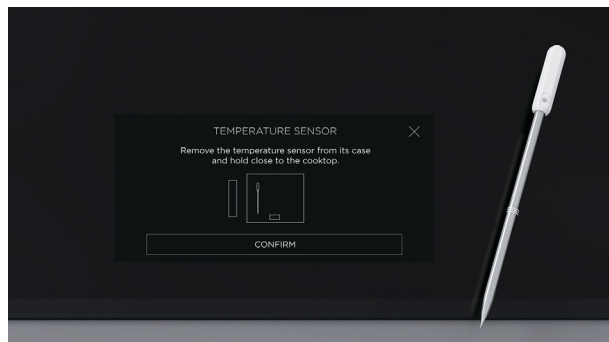 TEMPERATURE SENSOR
Remove the temperature sensor from its case
and hold close to the cooktop.
CONFIRM